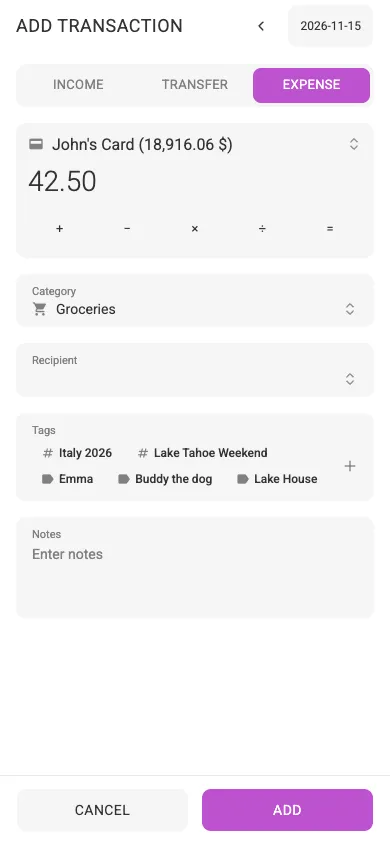 ADD TRANSACTION
2026-11-15
INCOME TRANSFER EXPENSE
John's Card (18,916.06 $)
42.50
+ − × ÷ =
Category
Groceries
Recipient
Tags
# Italy 2026 # Lake Tahoe Weekend
Emma Buddy the dog Lake House
Notes
Enter notes
CANCEL ADD